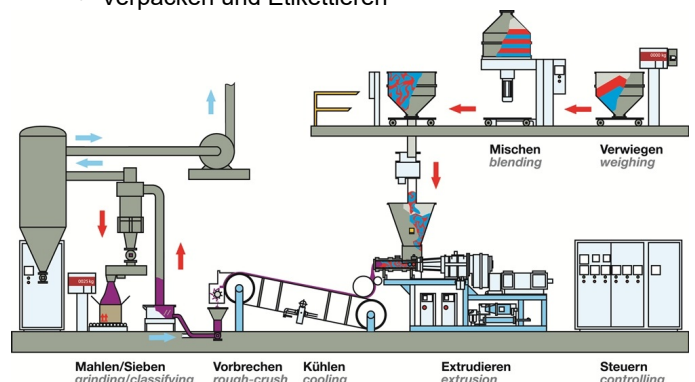 Verpacken und Etikettieren
Mischen
blending
Verwiegen
weighing
Mahlen/Sieben
grinding/classifying
Vorbrechen
rough-crush
Kühlen
cooling
Extrudieren
extrusion
Steuern
controlling